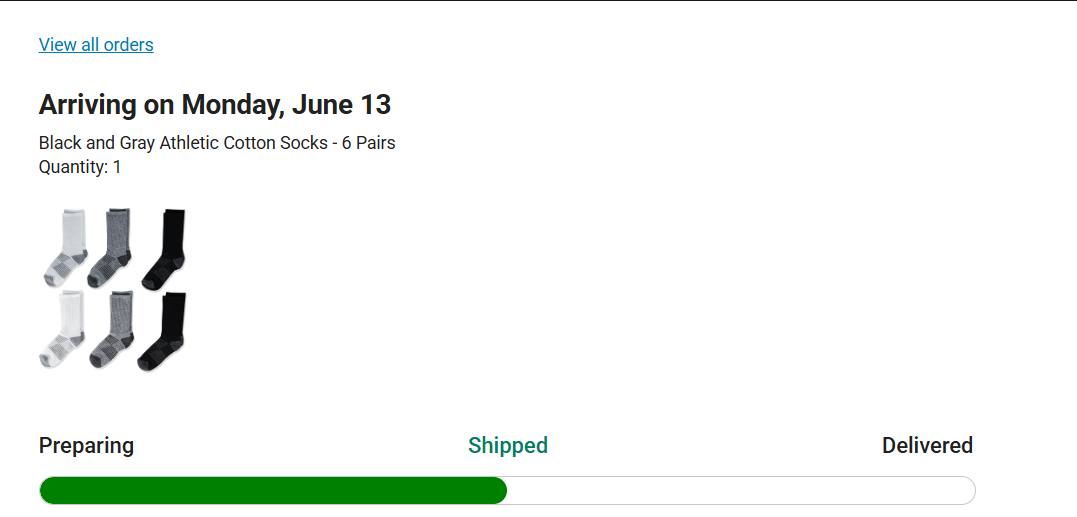 View all orders
Arriving on Monday, June 13
Black and Gray Athletic Cotton Socks - 6 Pairs
Quantity: 1
Preparing Shipped Delivered